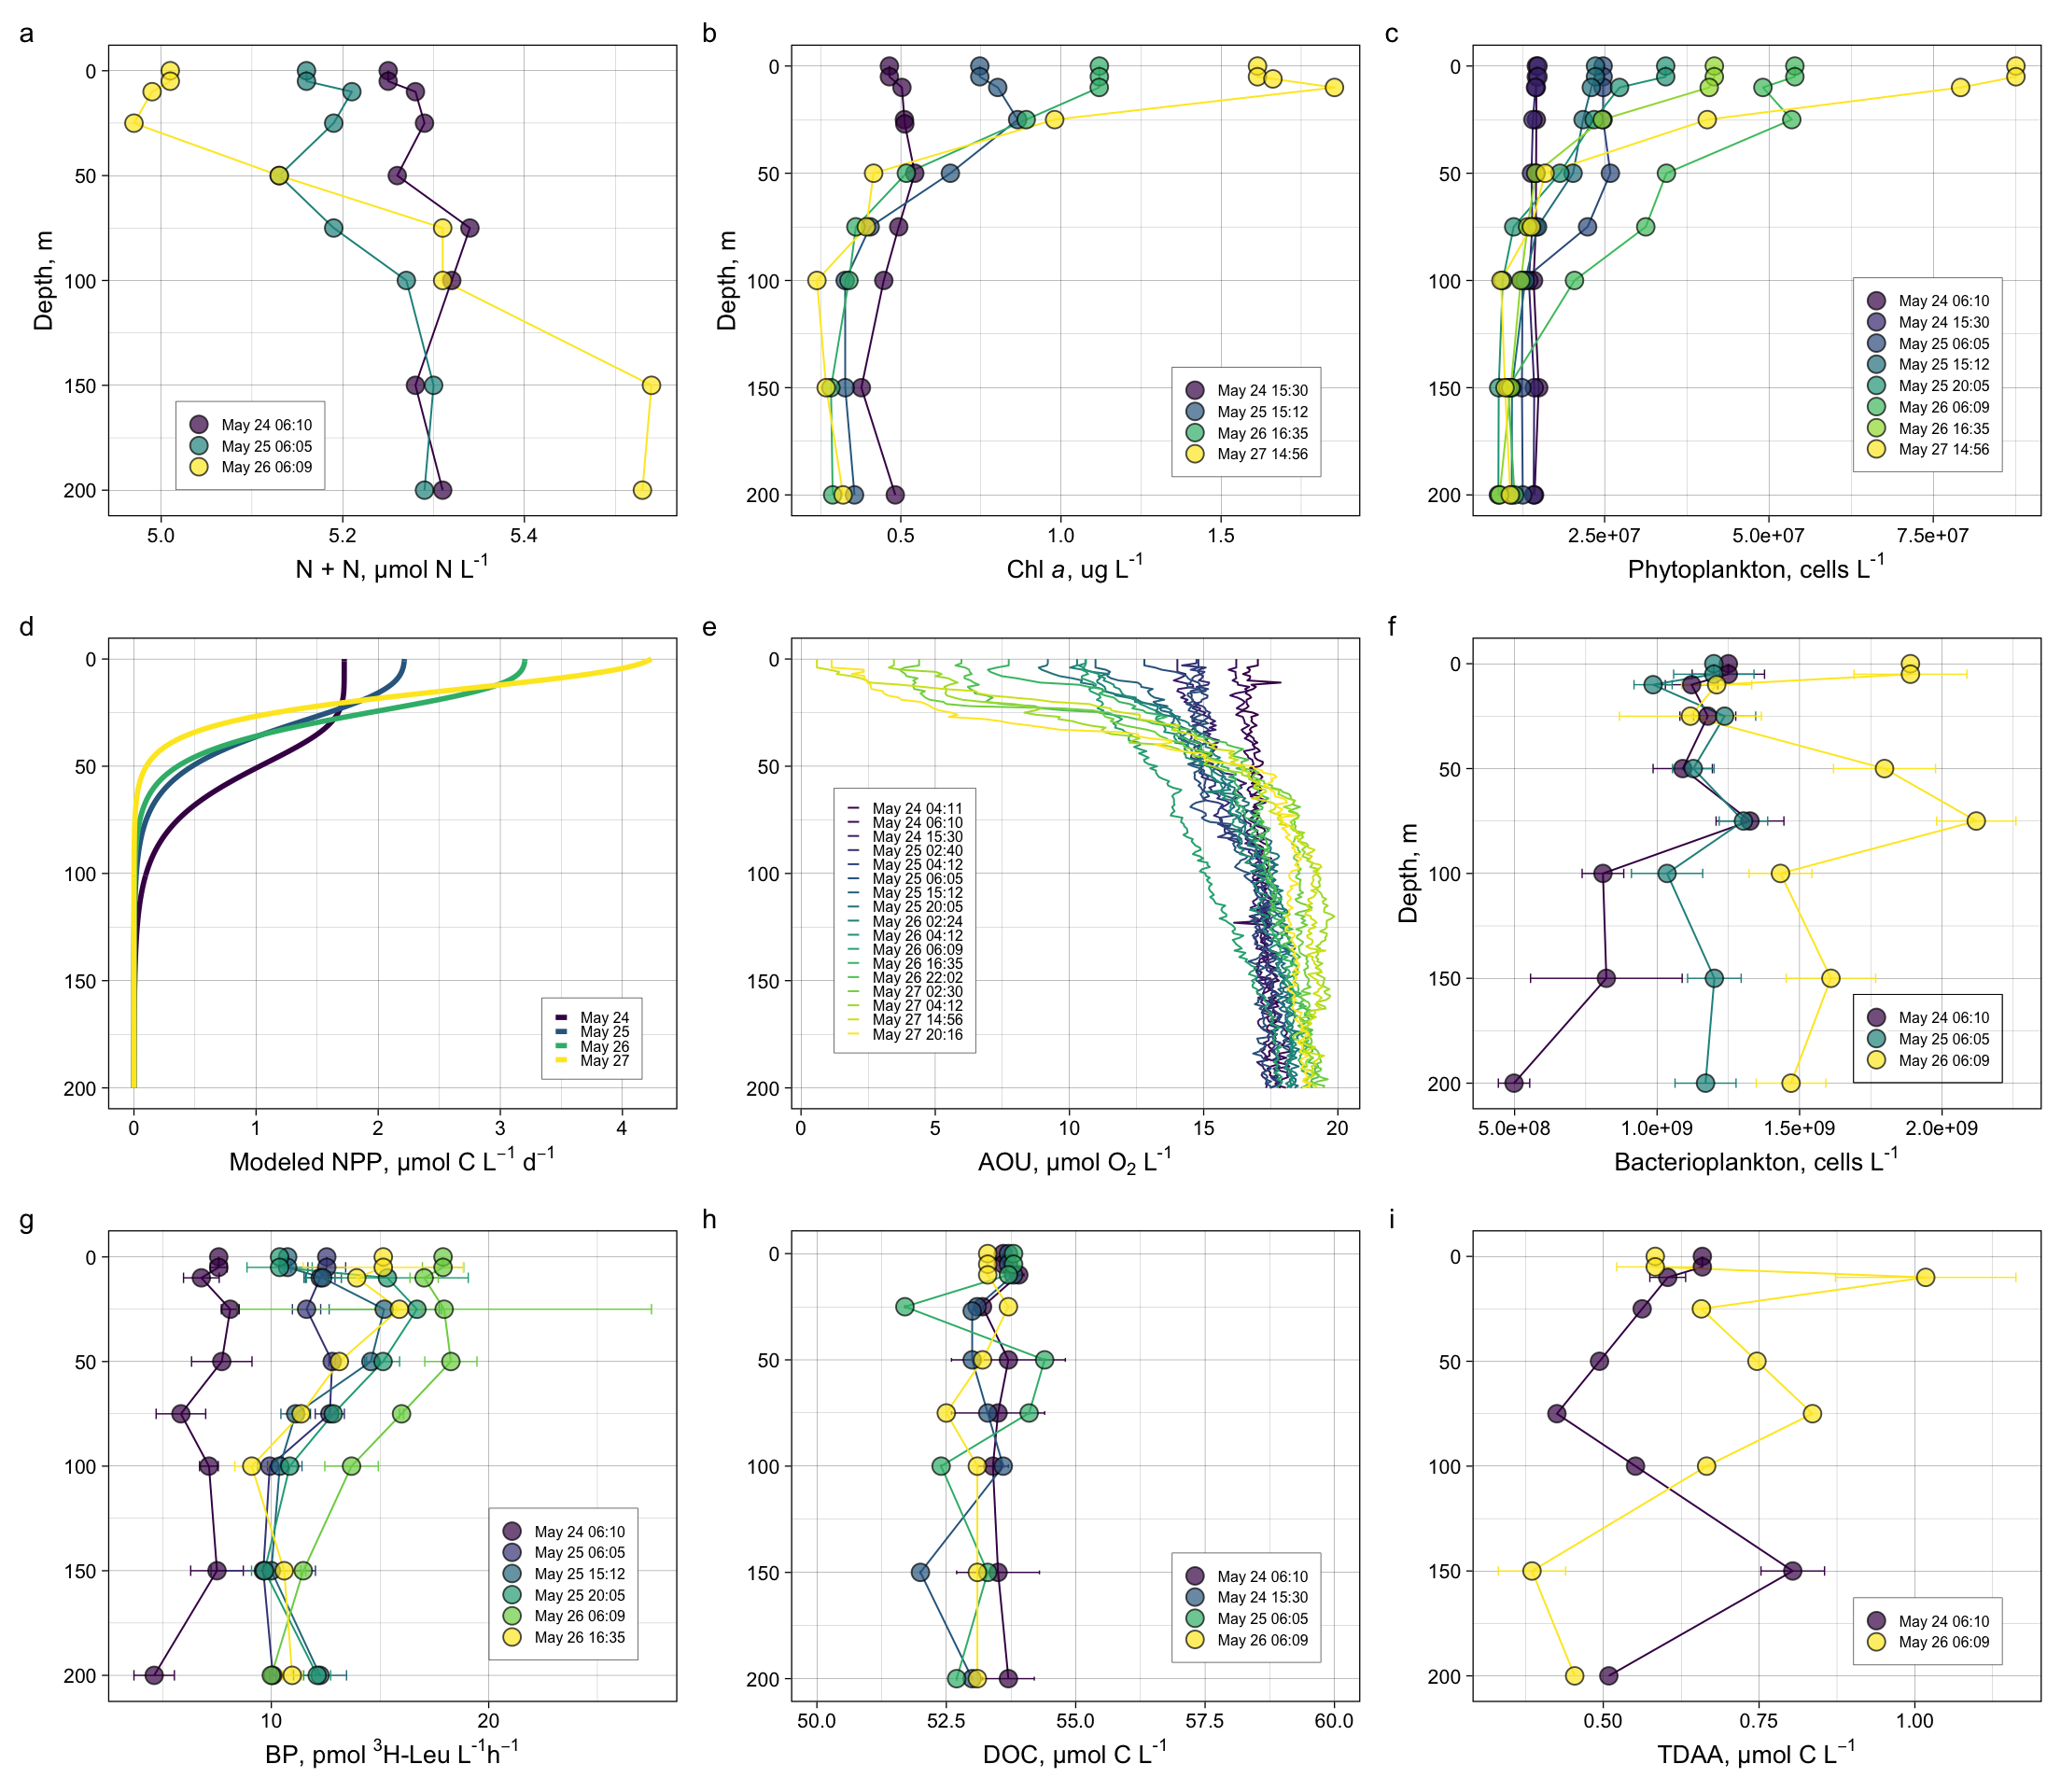 a
0
50
100
150
200
Depth, m
5.0
5.2
5.4
N + N, µmol N L-1
May 24 06:10
May 25 06:05
May 26 06:09
b
0
50
100
150
200
Depth, m
0.5
1.0
1.5
Chl a, ug L-1
May 24 15:30
May 25 15:12
May 26 16:35
May 27 14:56
c
0
50
100
150
200
2.5e+07
5.0e+07
7.5e+07
Phytoplankton, cells L-1
May 24 06:10
May 24 15:30
May 25 06:05
May 25 15:12
May 25 20:05
May 26 06:09
May 26 16:35
May 27 14:56
d
0
50
100
150
200
0
1
2
3
4
Modeled NPP, µmol C L−1 d−1
May 24
May 25
May 26
May 27
e
0
50
100
150
200
0
5
10
15
20
AOU, µmol O2 L-1
May 24 04:11
May 24 06:10
May 24 15:30
May 25 02:40
May 25 04:12
May 25 06:05
May 25 15:12
May 25 20:05
May 26 02:24
May 26 04:12
May 26 06:09
May 26 16:35
May 26 22:02
May 27 02:30
May 27 04:12
May 27 14:56
May 27 20:16
f
0
50
100
150
200
Depth, m
5.0e+08
1.0e+09
1.5e+09
2.0e+09
Bacterioplankton, cells L-1
May 24 06:10
May 25 06:05
May 26 06:09
g
0
50
100
150
200
10
20
BP, pmol 3H-Leu L-1h−1
May 24 06:10
May 25 06:05
May 25 15:12
May 25 20:05
May 26 06:09
May 26 16:35
h
0
50
100
150
200
50.0
52.5
55.0
57.5
60.0
DOC, µmol C L-1
May 24 06:10
May 24 15:30
May 25 06:05
May 26 06:09
i
0
50
100
150
200
0.50
0.75
1.00
TDAA, µmol C L−1
May 24 06:10
May 26 06:09